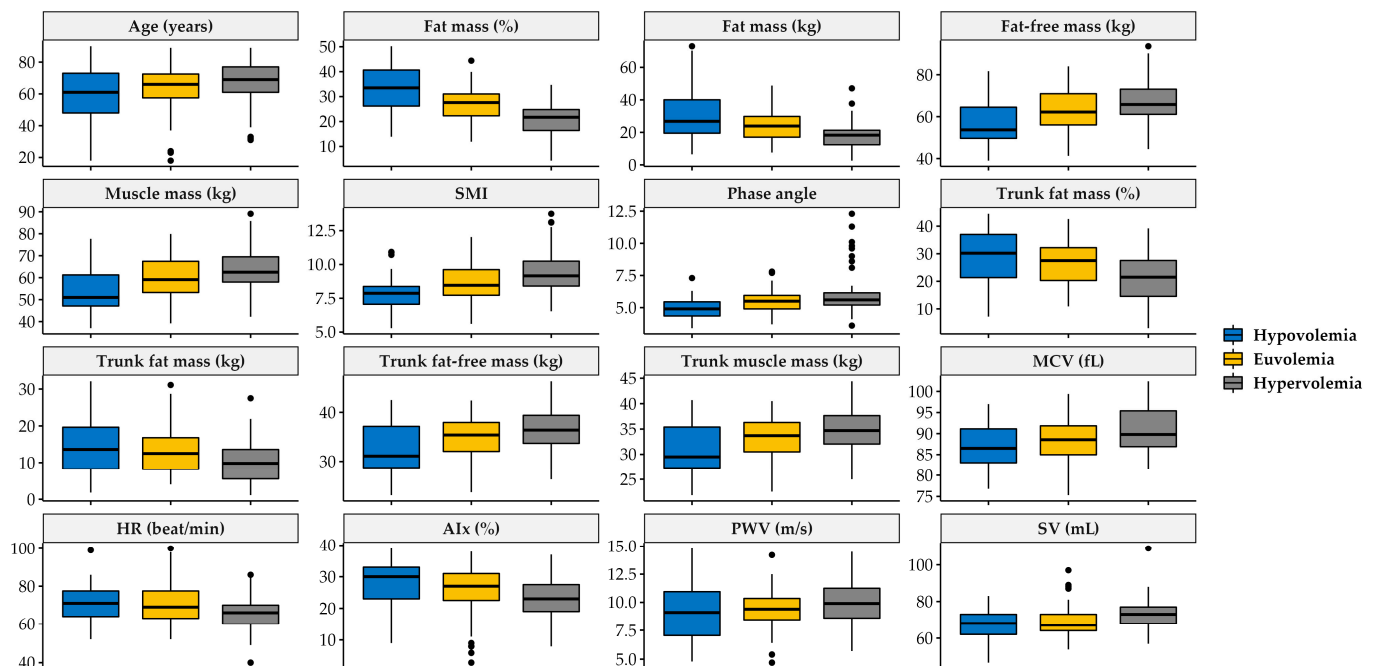 Age (years) Fat mass (%) Fat mass (kg) Fat-free mass (kg)
80 60 40 20
50 40 30 20 10
60 40 20 0
80 60 40
Muscle mass (kg) SMI Phase angle Trunk fat mass (%)
90 80 70 60 50 40
12.5 10.0 7.5 5.0
12.5 10.0 7.5 5.0
40 30 20 10
Hypovolemia
Euvolemia
Hypervolemia
Trunk fat mass (kg) Trunk fat-free mass (kg) Trunk muscle mass (kg) MCV (fL)
30 20 10 0
40 30
45 40 35 30 25
100 95 90 85 80 75
HR (beat/min) AIx (%) PWV (m/s) SV (mL)
100 80 60 40
40 30 20 10
15.0 12.5 10.0 7.5 5.0
100 80 60